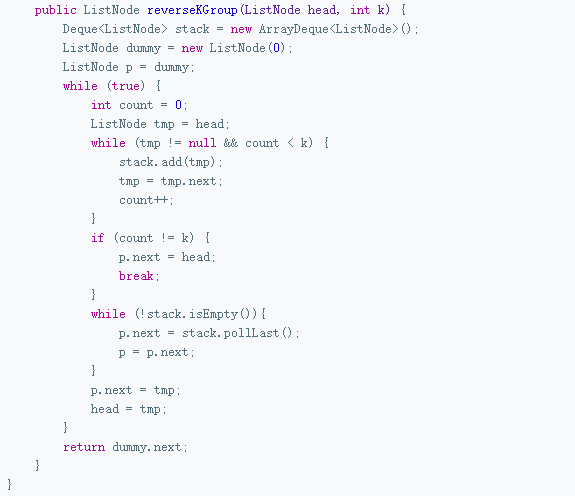 public ListNode reverseKGroup(ListNode head, int k) {
        Deque<ListNode> stack = new ArrayDeque<ListNode>();
        ListNode dummy = new ListNode(0);
        ListNode p = dummy;
        while (true) {
            int count = 0;
            ListNode tmp = head;
            while (tmp != null && count < k) {
                stack.add(tmp);
                tmp = tmp.next;
                count++;
            }
            if (count != k) {
                p.next = head;
                break;
            }
            while (!stack.isEmpty()){
                p.next = stack.pollLast();
                p = p.next;
            }
            p.next = tmp;
            head = tmp;
        }
        return dummy.next;
    }
}